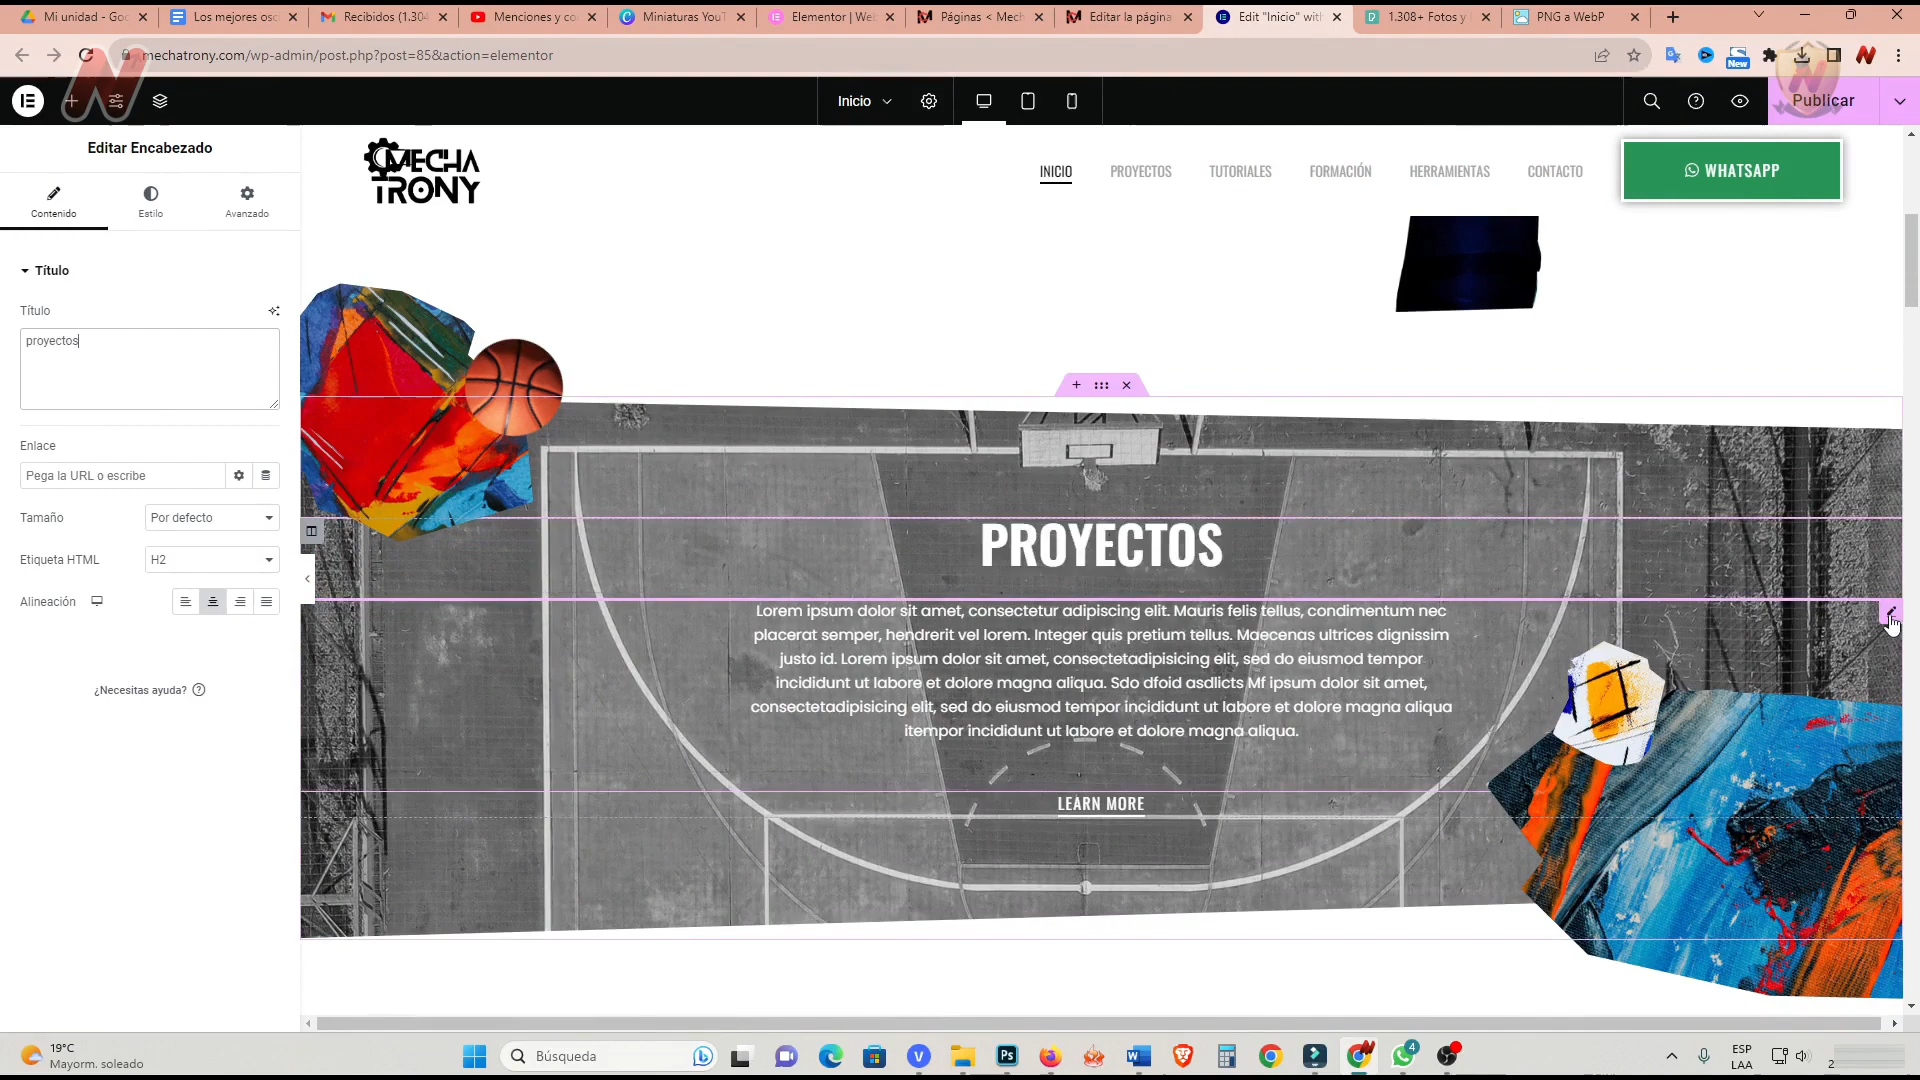 Mi unidad - Goo
Los mejores osc
Recibidos (1.304
Menciones y co
Miniaturas YouT
Elementor | Web
Páginas < Mech
Editar la página
Edit "Inicio" with
1.308+ Fotos y
PNG a WebP
mechatrony.com/wp-admin/post.php?post=85&action=elementor
New
Inicio
Publicar
Editar Encabezado
MECHA
TRONY
INICIO
PROYECTOS
TUTORIALES
FORMACIÓN
HERRAMIENTAS
CONTACTO
WHATSAPP
Contenido
Estilo
Avanzado
Título
Título
proyectos
Enlace
Pega la URL o escribe
Tamaño
Por defecto
Etiqueta HTML
H2
Alineación
¿Necesitas ayuda?
PROYECTOS
Lorem ipsum dolor sit amet, consectetur adipiscing elit. Mauris felis tellus, condimentum nec
placerat semper, hendrerit vel lorem. Integer quis pretium tellus. Maecenas ultrices dignissim
justo id. Lorem ipsum dolor sit amet, consectetadipisicing elit, sed do eiusmod tempor
incididunt ut labore et dolore magna aliqua. Sdo dfoid asdlicts Mf ipsum dolor sit amet,
consectetadipisicing elit, sed do eiusmod tempor incididunt ut labore et dolore magna aliqua
itempor incididunt ut labore et dolore magna aliqua.
LEARN MORE
19°C
Mayorm. soleado
Búsqueda
4
ESP
LAA
2